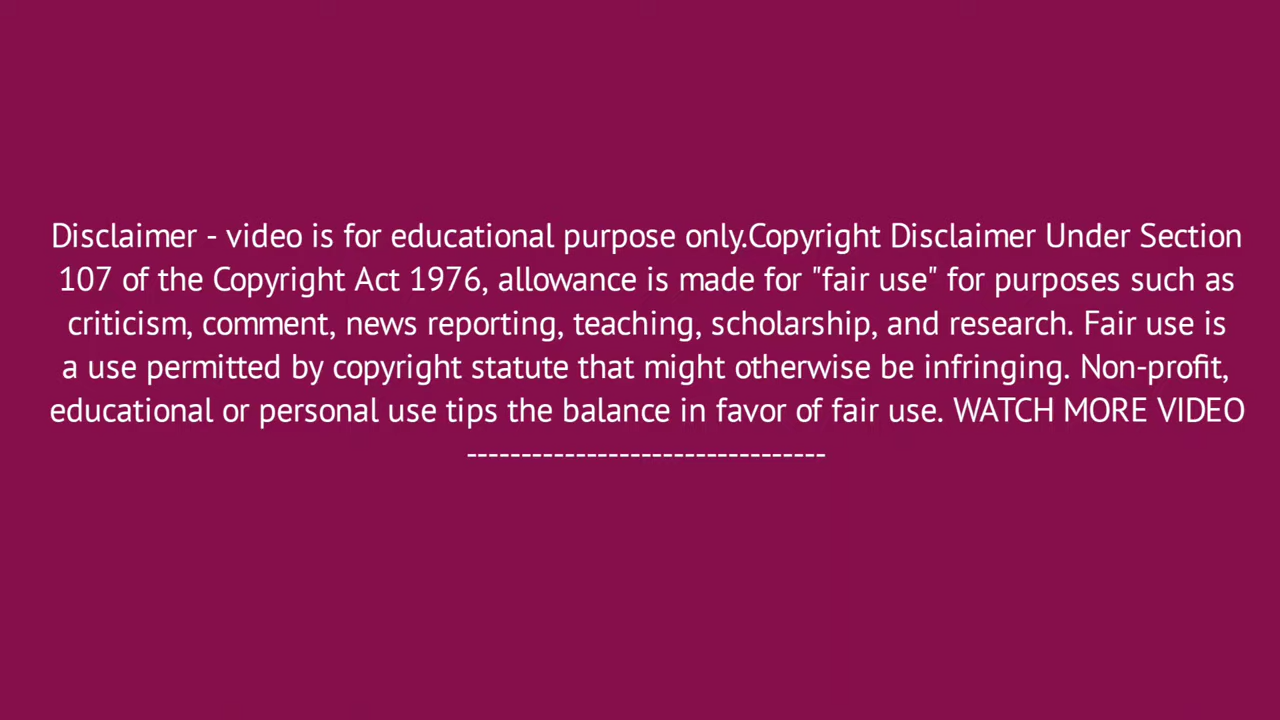 Disclaimer - video is for educational purpose only.Copyright Disclaimer Under Section
107 of the Copyright Act 1976, allowance is made for "fair use" for purposes such as
criticism, comment, news reporting, teaching, scholarship, and research. Fair use is
a use permitted by copyright statute that might otherwise be infringing. Non-profit,
educational or personal use tips the balance in favor of fair use. WATCH MORE VIDEO
---------------------------------